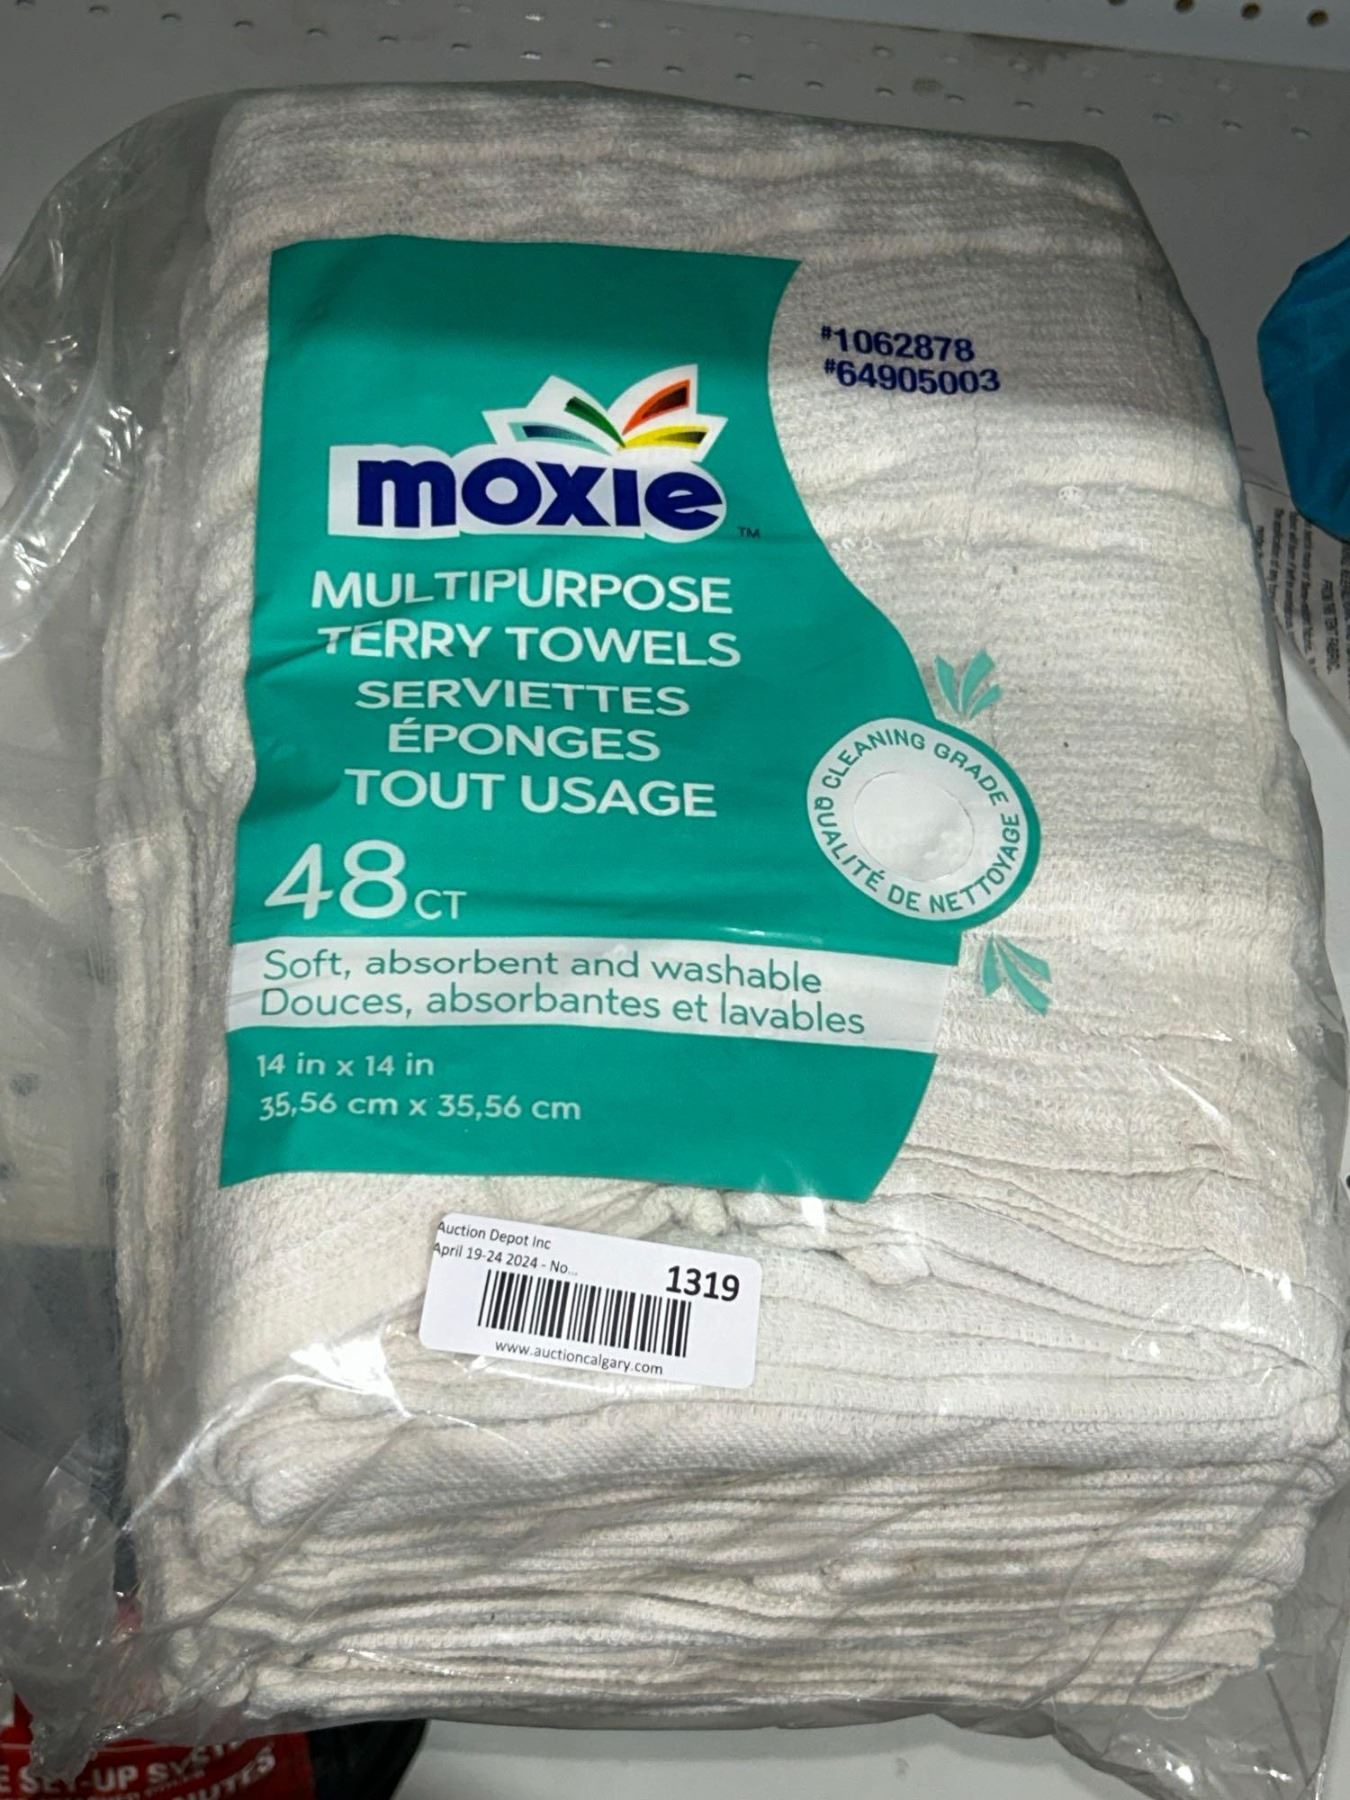 #1062878
#64905003
moxie™
MULTIPURPOSE
TERRY TOWELS
SERVIETTES
ÉPONGES
TOUT USAGE
CLEANING GRADE
QUALITÉ DE NETTOYAGE
48CT
Soft, absorbent and washable
Douces, absorbantes et lavables
14 in x 14 in
35,56 cm x 35,56 cm
Auction Depot Inc
April 19-24 2024 - No...
1319
www.auctioncalgary.com